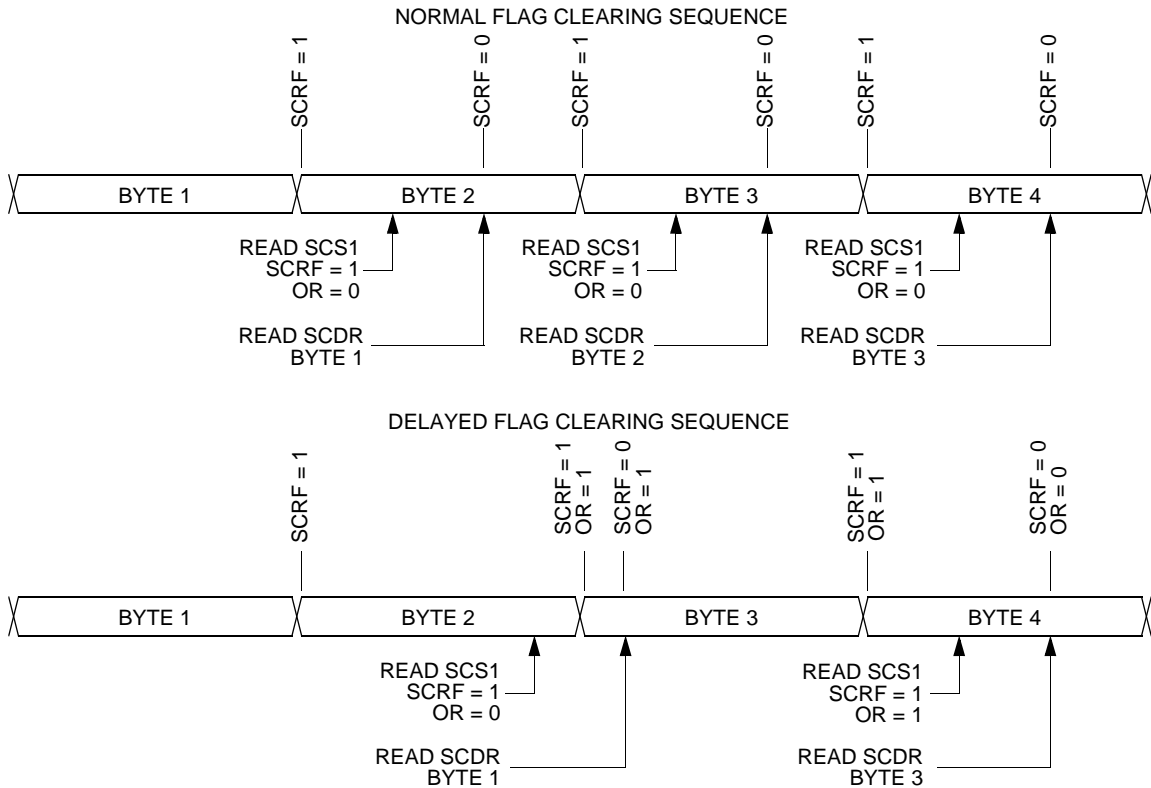 NORMAL FLAG CLEARING SEQUENCE
SCRF = 1
SCRF = 0
SCRF = 1
SCRF = 0
SCRF = 1
SCRF = 0
BYTE 1
BYTE 2
BYTE 3
BYTE 4
READ SCS1
SCRF = 1
OR = 0
READ SCS1
SCRF = 1
OR = 0
READ SCS1
SCRF = 1
OR = 0
READ SCDR
BYTE 1
READ SCDR
BYTE 2
READ SCDR
BYTE 3
DELAYED FLAG CLEARING SEQUENCE
SCRF = 1
SCRF = 1
OR = 1
SCRF = 0
OR = 1
SCRF = 1
OR = 1
SCRF = 0
OR = 0
BYTE 1
BYTE 2
BYTE 3
BYTE 4
READ SCS1
SCRF = 1
OR = 0
READ SCS1
SCRF = 1
OR = 1
READ SCDR
BYTE 1
READ SCDR
BYTE 3